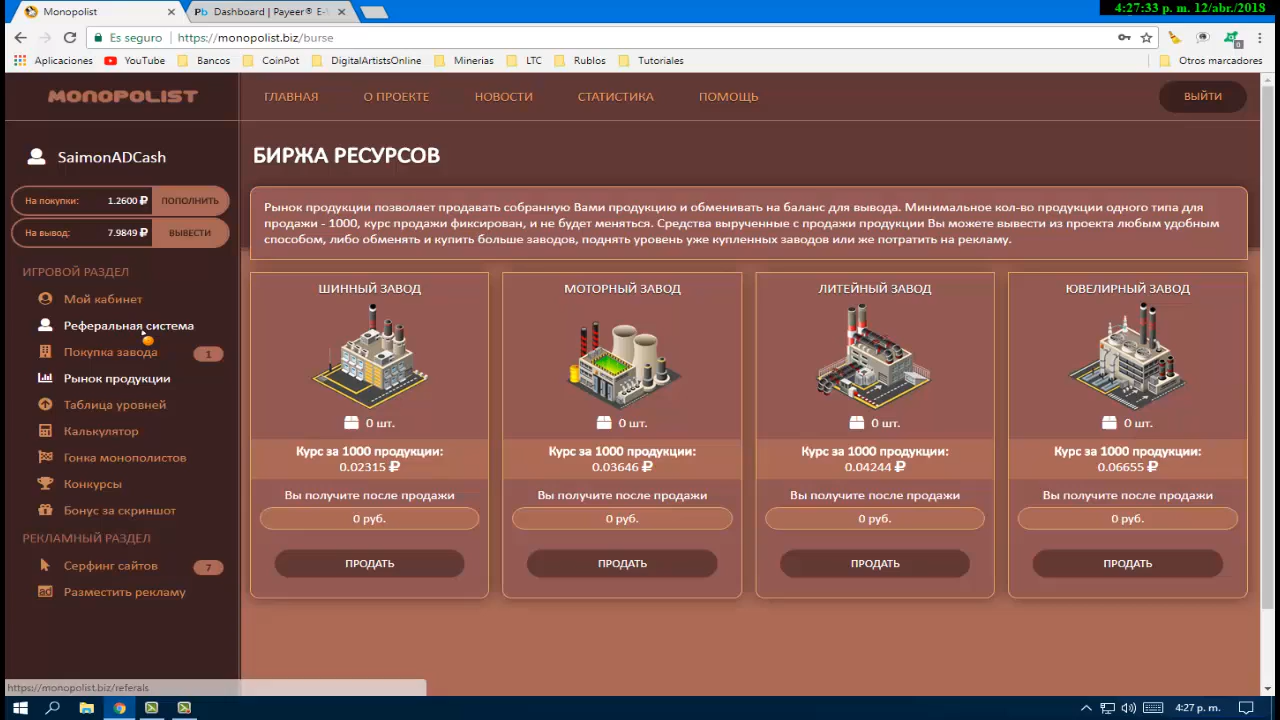 4:27:33 p. m. 12/abr./2018
Monopolist
Dashboard | Payeer® E-
Es seguro
https://monopolist.biz/burse
Aplicaciones
YouTube
Bancos
CoinPot
DigitalArtistsOnline
Minerias
LTC
Rublos
Tutoriales
Otros marcadores
MONOPOLIST
ГЛАВНАЯ
О ПРОЕКТЕ
НОВОСТИ
СТАТИСТИКА
ПОМОЩЬ
ВЫЙТИ
SaimonADCash
На покупки: 1.2600 ₽ ПОПОЛНИТЬ
На вывод: 7.9849 ₽ ВЫВЕСТИ
ИГРОВОЙ РАЗДЕЛ
Мой кабинет
Реферальная система
Покупка завода 1
Рынок продукции
Таблица уровней
Калькулятор
Гонка монополистов
Конкурсы
Бонус за скриншот
РЕКЛАМНЫЙ РАЗДЕЛ
Серфинг сайтов 7
Разместить рекламу
БИРЖА РЕСУРСОВ
Рынок продукции позволяет продавать собранную Вами продукцию и обменивать на баланс для вывода. Минимальное кол-во продукции одного типа для
продажи - 1000, курс продажи фиксирован, и не будет меняться. Средства вырученные с продажи продукции Вы можете вывести из проекта любым удобным
способом, либо обменять и купить больше заводов, поднять уровень уже купленных заводов или же потратить на рекламу.
ШИННЫЙ ЗАВОД
0 шт.
Курс за 1000 продукции:
0.02315 ₽
Вы получите после продажи
0 руб.
ПРОДАТЬ
МОТОРНЫЙ ЗАВОД
0 шт.
Курс за 1000 продукции:
0.03646 ₽
Вы получите после продажи
0 руб.
ПРОДАТЬ
ЛИТЕЙНЫЙ ЗАВОД
0 шт.
Курс за 1000 продукции:
0.04244 ₽
Вы получите после продажи
0 руб.
ПРОДАТЬ
ЮВЕЛИРНЫЙ ЗАВОД
0 шт.
Курс за 1000 продукции:
0.06655 ₽
Вы получите после продажи
0 руб.
ПРОДАТЬ
https://monopolist.biz/referals
4:27 p. m.